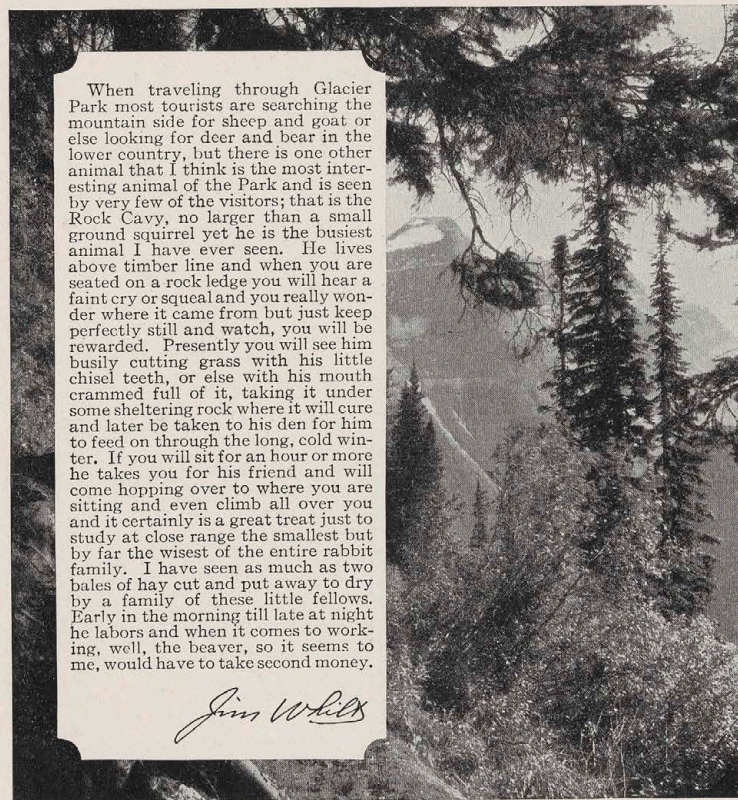 When traveling through Glacier
Park most tourists are searching the
mountain side for sheep and goat or
else looking for deer and bear in the
lower country, but there is one other
animal that I think is the most inter-
esting animal of the Park and is seen
by very few of the visitors; that is the
Rock Cavy, no larger than a small
ground squirrel yet he is the busiest
animal I have ever seen. He lives
above timber line and when you are
seated on a rock ledge you will hear a
faint cry or squeal and you really won-
der where it came from but just keep
perfectly still and watch, you will be
rewarded. Presently you will see him
busily cutting grass with his little
chisel teeth, or else with his mouth
crammed full of it, taking it under
some sheltering rock where it will cure
and later be taken to his den for him
to feed on through the long, cold win-
ter. If you will sit for an hour or more
he takes you for his friend and will
come hopping over to where you are
sitting and even climb all over you
and it certainly is a great treat just to
study at close range the smallest but
by far the wisest of the entire rabbit
family. I have seen as much as two
bales of hay cut and put away to dry
by a family of these little fellows.
Early in the morning till late at night
he labors and when it comes to work-
ing, well, the beaver, so it seems to
me, would have to take second money.
Jim Whilt